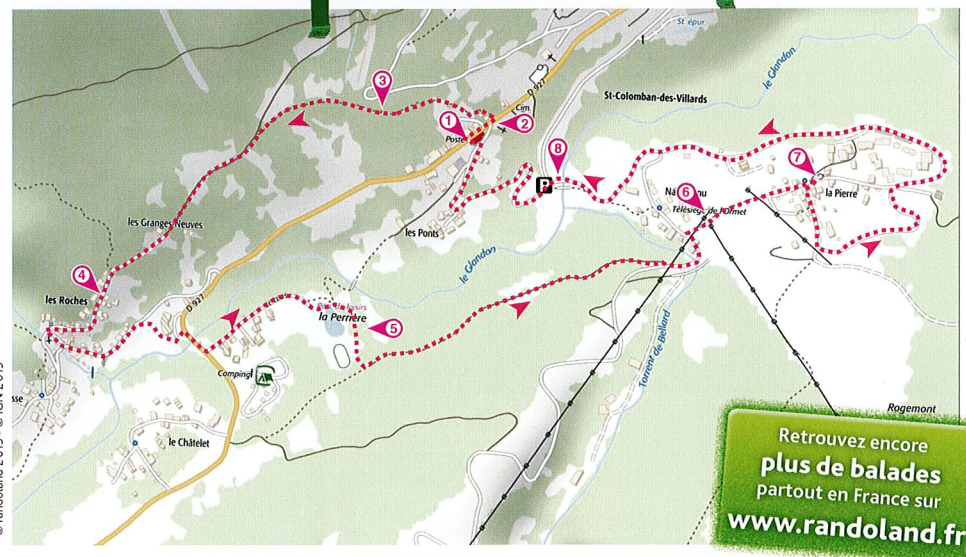 St épur
le Glandon
D 927
3
St-Colomban-des-Villards
Cim.
1
2
Poste
8
7
P
la Pierre
6
Télésiège de l'Ormet
les Granges Neuves
les Ponts
le Glandon
4
les Roches
D 927
la Perrière
5
Torrent de Bellard
Camping
le Châtelet
Rogemont
Retrouvez encore
plus de balades
partout en France sur
www.randoland.fr